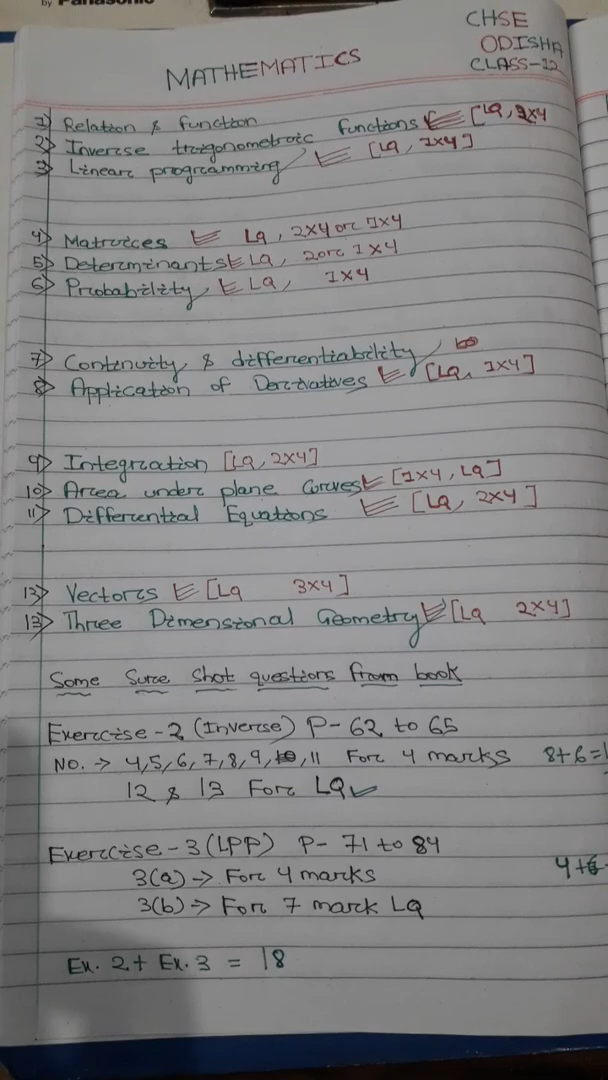 by Panasonic
CHSE
ODISHA
CLASS-12
MATHEMATICS
1) Relation & function
2) Inverse trigonometric functions [LQ, 2x4
3) Linear programming [LQ, 1x4]
4) Matrices LQ, 2x4 or 1x4
5) Determinants LQ, 2 or 1x4
6) Probability LQ, 1x4
7) Continuity & differentiability
8) Application of Derivatives [LQ, 1x4]
9) Integration [LQ, 2x4]
10) Area under plane Curves [1x4, LQ]
11) Differential Equations [LQ, 2x4]
12) Vectors [LQ 3x4]
13) Three Dimensional Geometry [LQ 2x4]
Some Sure Shot questions from book
Exercise-2 (Inverse) P-62 to 65
No. → 4,5,6,7,8,9,10,11 For 4 marks 8+6=1
12 & 13 For LQ
Exercise-3 (LPP) P-71 to 84
3(a) → For 4 marks 4+6
3(b) → For 7 mark LQ
Ex. 2 + Ex. 3 = 18